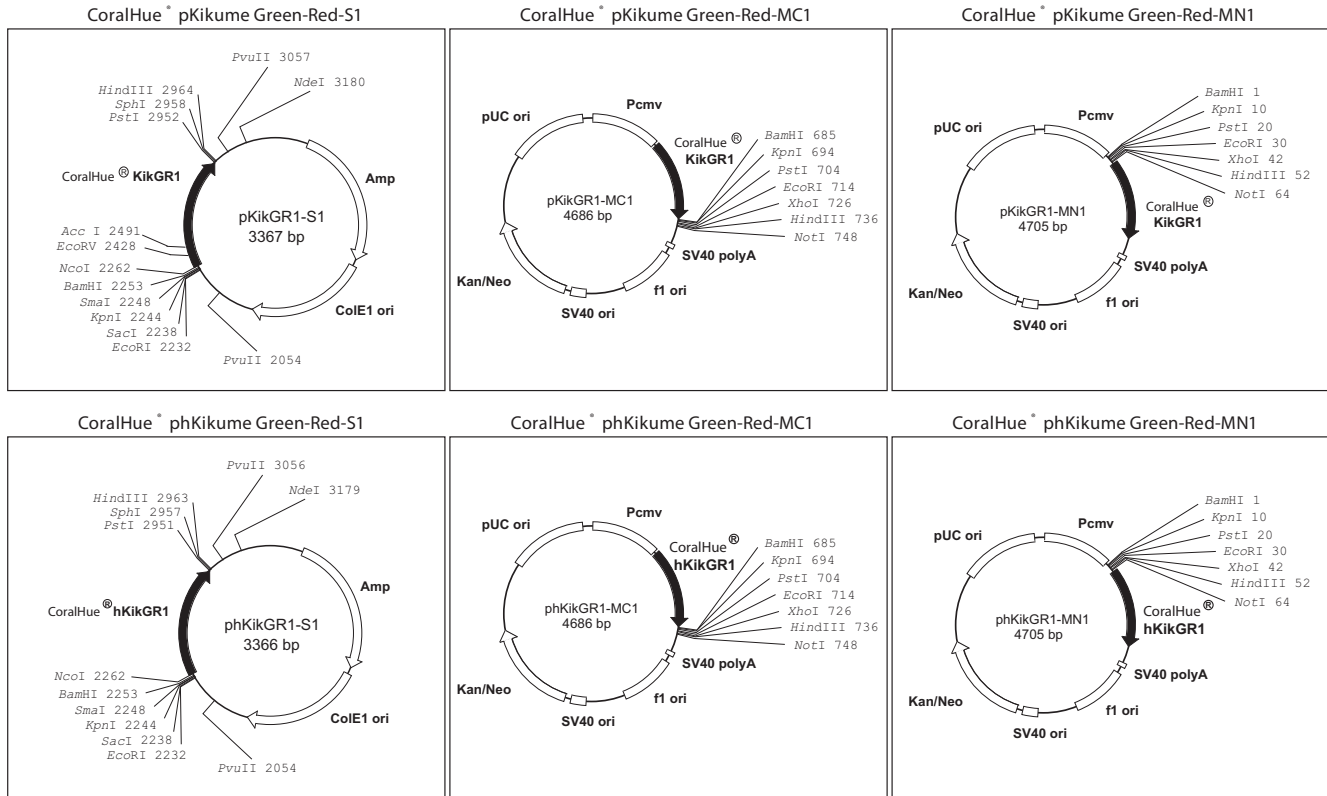 CoralHue ® pKikume Green-Red-S1
PvuII 3057
NdeI 3180
HindIII 2964
SphI 2958
PstI 2952
CoralHue ® KikGR1
Amp
pKikGR1-S1
3367 bp
Acc I 2491
EcoRV 2428
NcoI 2262
BamHI 2253
SmaI 2248
KpnI 2244
SacI 2238
EcoRI 2232
ColE1 ori
PvuII 2054
CoralHue ® pKikume Green-Red-MC1
Pcmv
pUC ori
CoralHue ®
KikGR1
BamHI 685
KpnI 694
PstI 704
EcoRI 714
XhoI 726
HindIII 736
NotI 748
pKikGR1-MC1
4686 bp
SV40 polyA
Kan/Neo
f1 ori
SV40 ori
CoralHue ® pKikume Green-Red-MN1
BamHI 1
KpnI 10
PstI 20
EcoRI 30
XhoI 42
HindIII 52
NotI 64
Pcmv
pUC ori
pKikGR1-MN1
4705 bp
CoralHue ®
KikGR1
SV40 polyA
Kan/Neo
f1 ori
SV40 ori
CoralHue ® phKikume Green-Red-S1
PvuII 3056
NdeI 3179
HindIII 2963
SphI 2957
PstI 2951
Amp
CoralHue ® hKikGR1
phKikGR1-S1
3366 bp
NcoI 2262
BamHI 2253
SmaI 2248
KpnI 2244
SacI 2238
EcoRI 2232
ColE1 ori
PvuII 2054
CoralHue ® phKikume Green-Red-MC1
Pcmv
pUC ori
CoralHue ®
hKikGR1
BamHI 685
KpnI 694
PstI 704
EcoRI 714
XhoI 726
HindIII 736
NotI 748
phKikGR1-MC1
4686 bp
SV40 polyA
Kan/Neo
f1 ori
SV40 ori
CoralHue ® phKikume Green-Red-MN1
BamHI 1
KpnI 10
PstI 20
EcoRI 30
XhoI 42
HindIII 52
NotI 64
Pcmv
pUC ori
phKikGR1-MN1
4705 bp
CoralHue ®
hKikGR1
SV40 polyA
Kan/Neo
f1 ori
SV40 ori